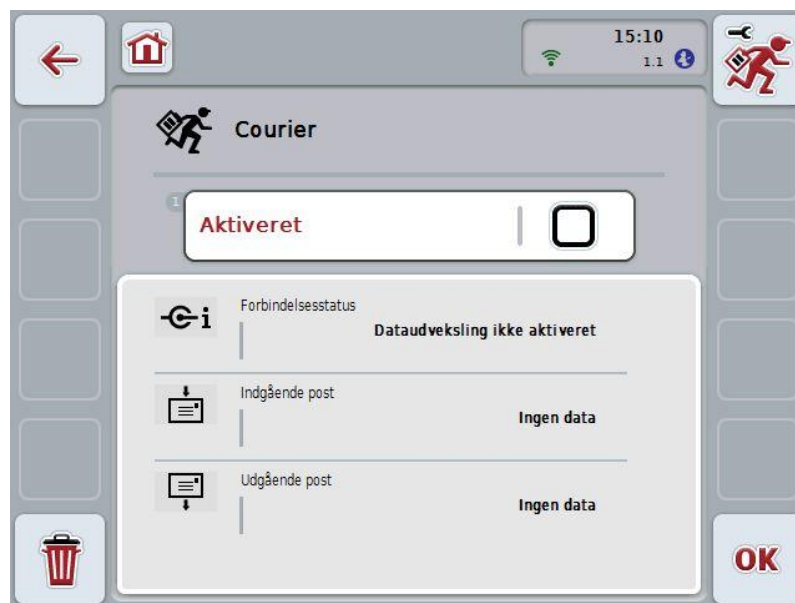 15:10
1.1
Courier
1
Aktiveret
Forbindelsesstatus
Dataudveksling ikke aktiveret
Indgående post
Ingen data
Udgående post
Ingen data
OK